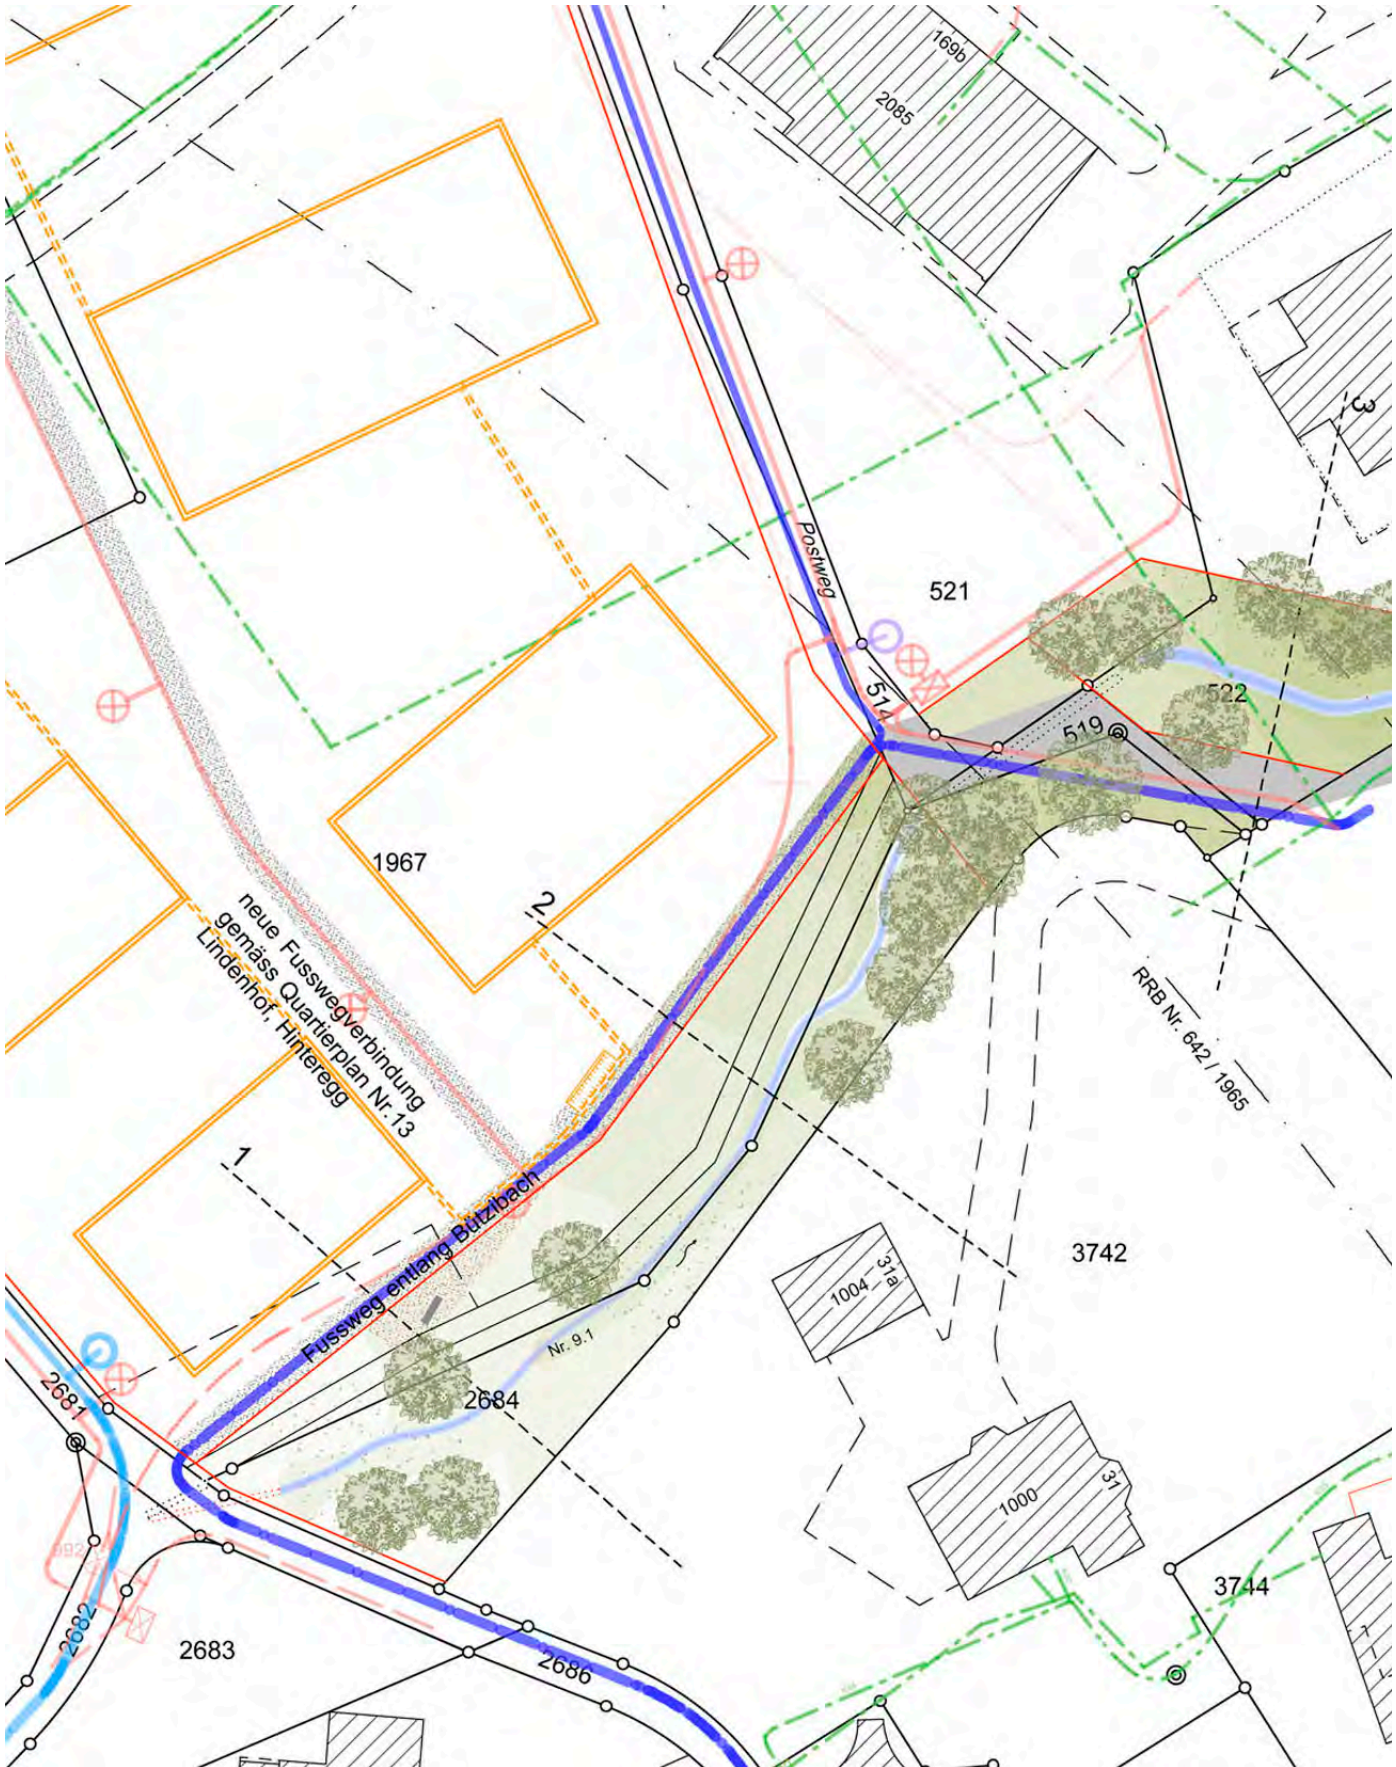 169b
2085
3
Postweg
521
514
522
519
1967
2
neue Fusswegverbindung
gemäss Quartierplan Nr.13
Lindenhof, Hinteregg
RRB Nr. 642 / 1965
1
Fussweg entlang Bützibach
3742
31a
1004
Nr. 9.1
2681
2684
31
1000
992
3744
2682
2683
2686